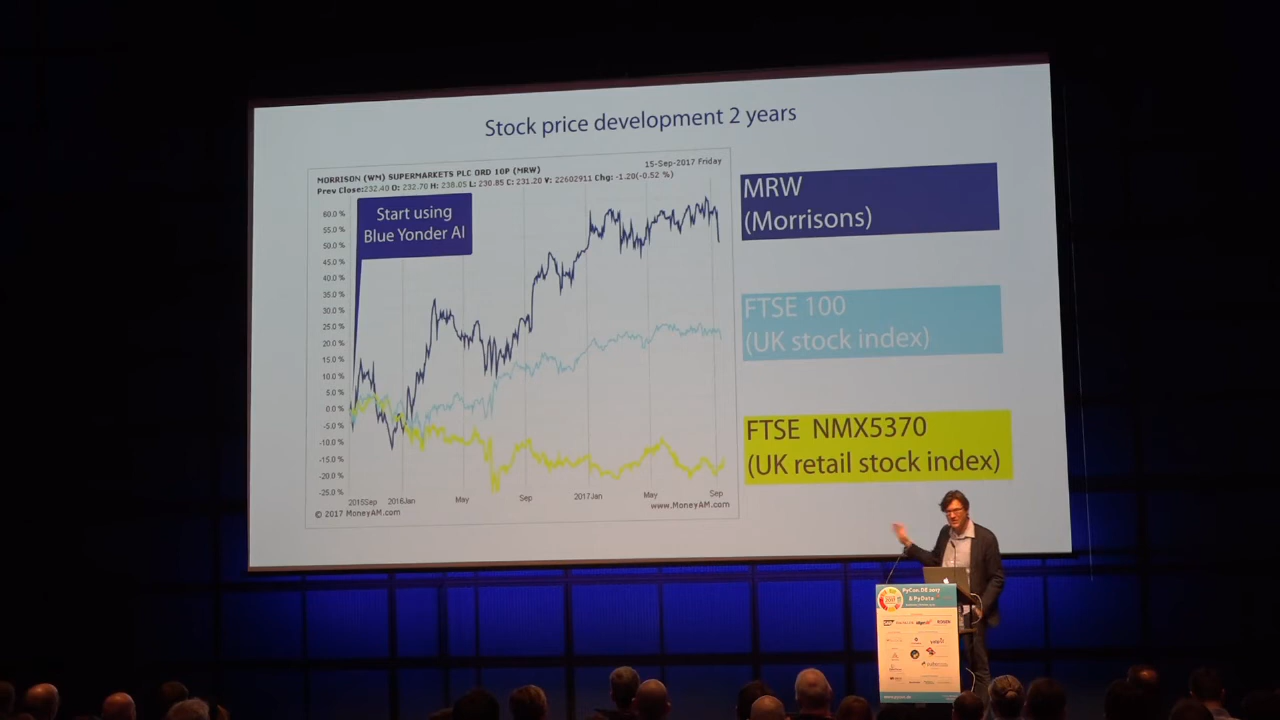 Stock price development 2 years
MORRISON (WM) SUPERMARKETS PLC ORD 10P (MRW)
15-Sep-2017 Friday
Prev Close:232.40 O: 232.70 H: 238.05 L: 230.85 C: 231.20 V: 22602911 Chg: -1.20(-0.52 %)
Start using
Blue Yonder AI
60.0 %
55.0 %
50.0 %
45.0 %
40.0 %
35.0 %
30.0 %
25.0 %
20.0 %
15.0 %
10.0 %
5.0 %
0.0 %
-5.0 %
-10.0 %
-15.0 %
-20.0 %
-25.0 %
2015Sep 2016Jan May Sep 2017Jan May Sep
© 2017 MoneyAM.com
www.MoneyAM.com
MRW
(Morrisons)
FTSE 100
(UK stock index)
FTSE NMX5370
(UK retail stock index)
PyCon.DE 2017
& PyData